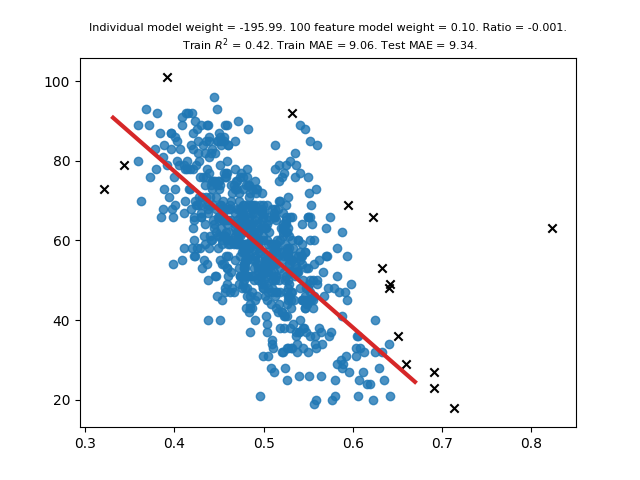 Individual model weight = -195.99. 100 feature model weight = 0.10. Ratio = -0.001.
Train R² = 0.42. Train MAE = 9.06. Test MAE = 9.34.
100
80
60
40
20
0.3 0.4 0.5 0.6 0.7 0.8